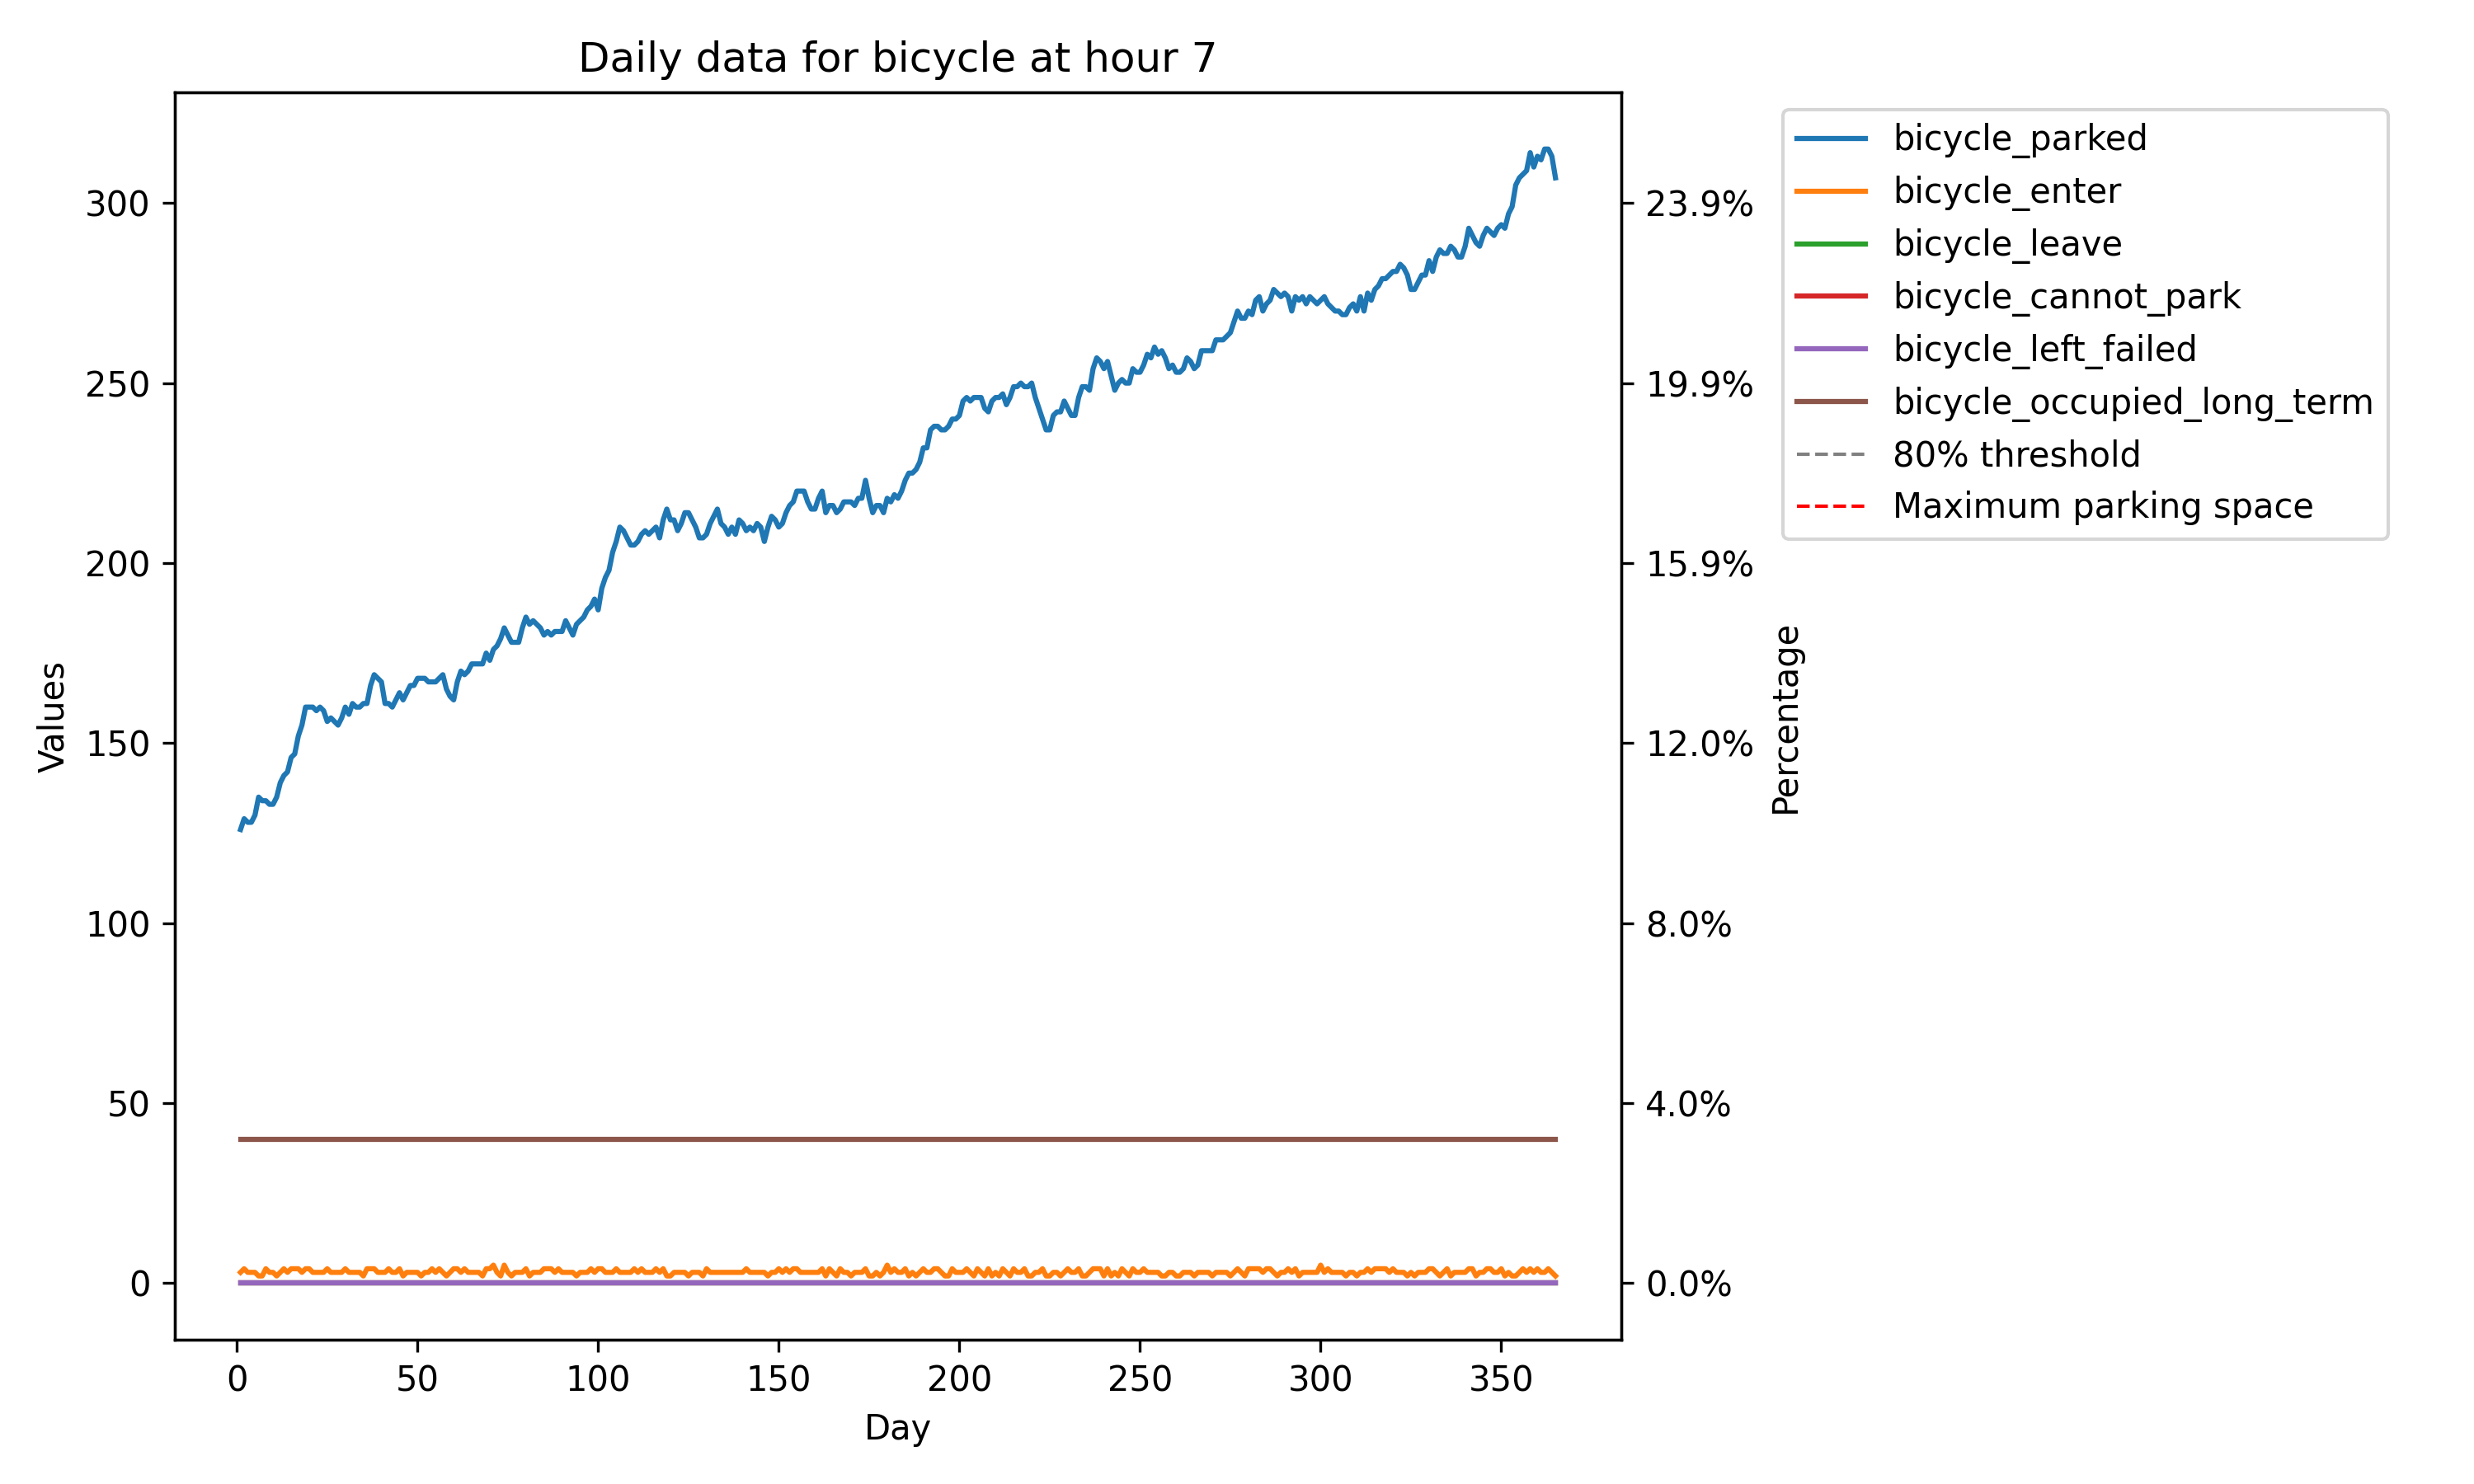 Daily data for bicycle at hour 7
bicycle_parked
bicycle_enter
bicycle_leave
bicycle_cannot_park
bicycle_left_failed
bicycle_occupied_long_term
80% threshold
Maximum parking space
Values
300
250
200
150
100
50
0
23.9%
19.9%
15.9%
12.0%
8.0%
4.0%
0.0%
Percentage
0 50 100 150 200 250 300 350
Day